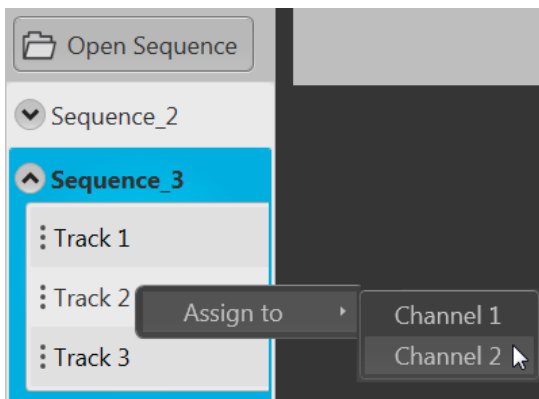 Open Sequence
Sequence_2
Sequence_3
Track 1
Track 2
Assign to
Channel 1
Channel 2
Track 3